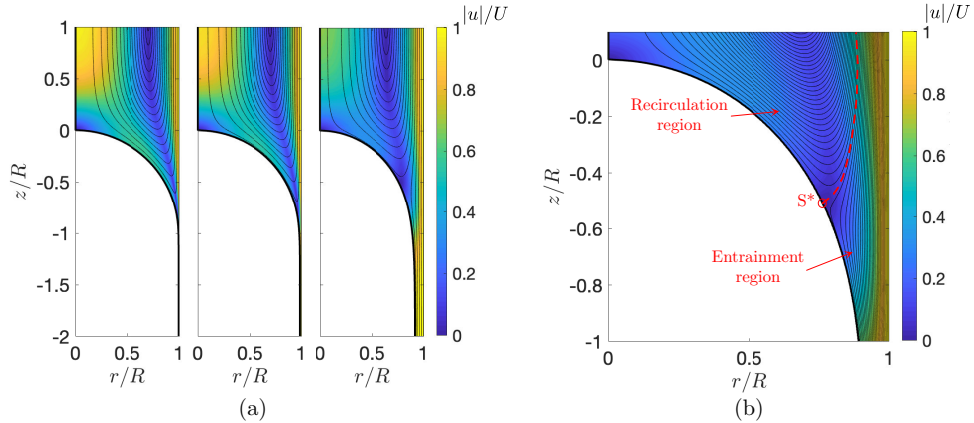 |u|/U
1
0.5
0
-0.5
-1
-1.5
-2
z/R
0
0.5
1
r/R
0
0.5
1
r/R
0
0.5
1
r/R
1
0.8
0.6
0.4
0.2
0
(a)
|u|/U
0
-0.2
-0.4
-0.6
-0.8
-1
z/R
Recirculation
region
S*
Entrainment
region
0
0.5
1
r/R
1
0.8
0.6
0.4
0.2
0
(b)